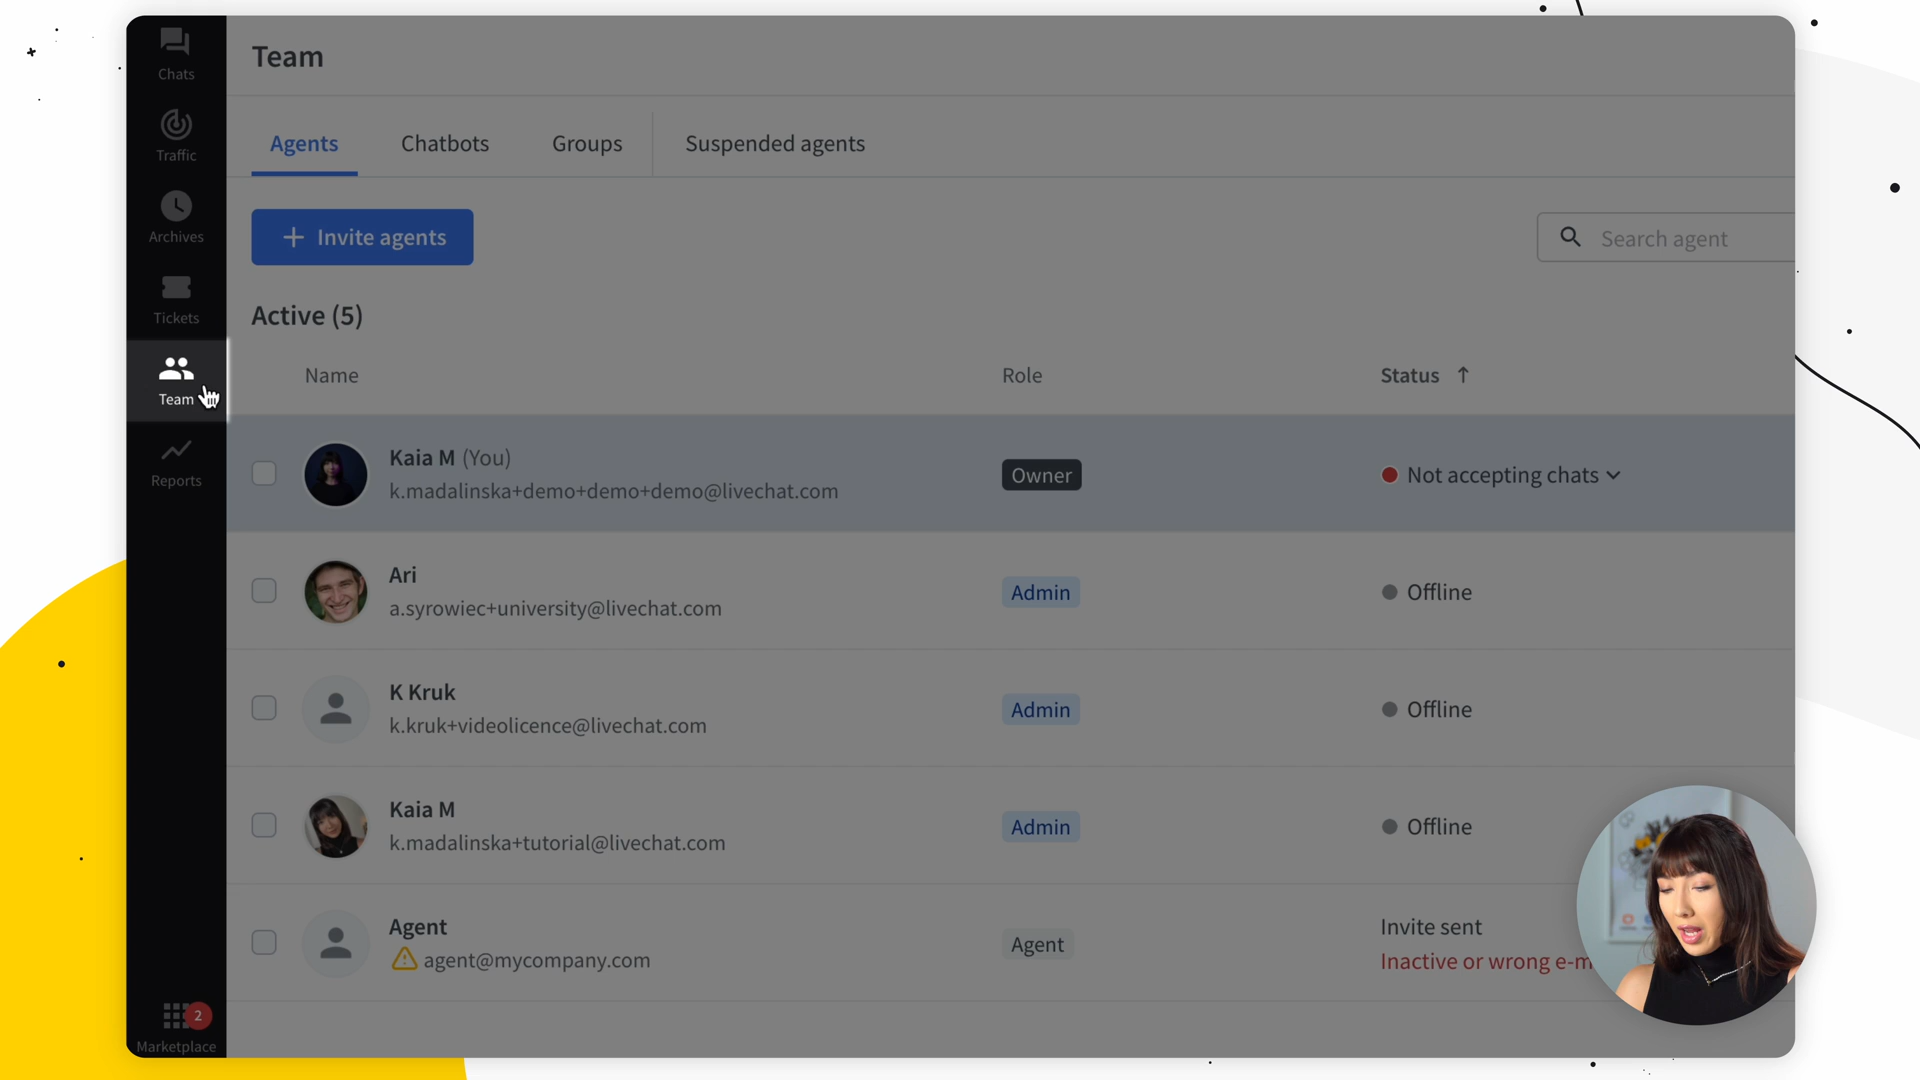 Chats
Traffic
Archives
Tickets
Team
Reports
2
Marketplace
Team
Agents
Chatbots
Groups
Suspended agents
+ Invite agents
Search agent
Active (5)
Name
Role
Status ↑
Kaia M (You)
k.madalinska+demo+demo+demo@livechat.com
Owner
Not accepting chats
Ari
a.syrowiec+university@livechat.com
Admin
Offline
K Kruk
k.kruk+videolicence@livechat.com
Admin
Offline
Kaia M
k.madalinska+tutorial@livechat.com
Admin
Offline
Agent
agent@mycompany.com
Agent
Invite sent
Inactive or wrong e-m